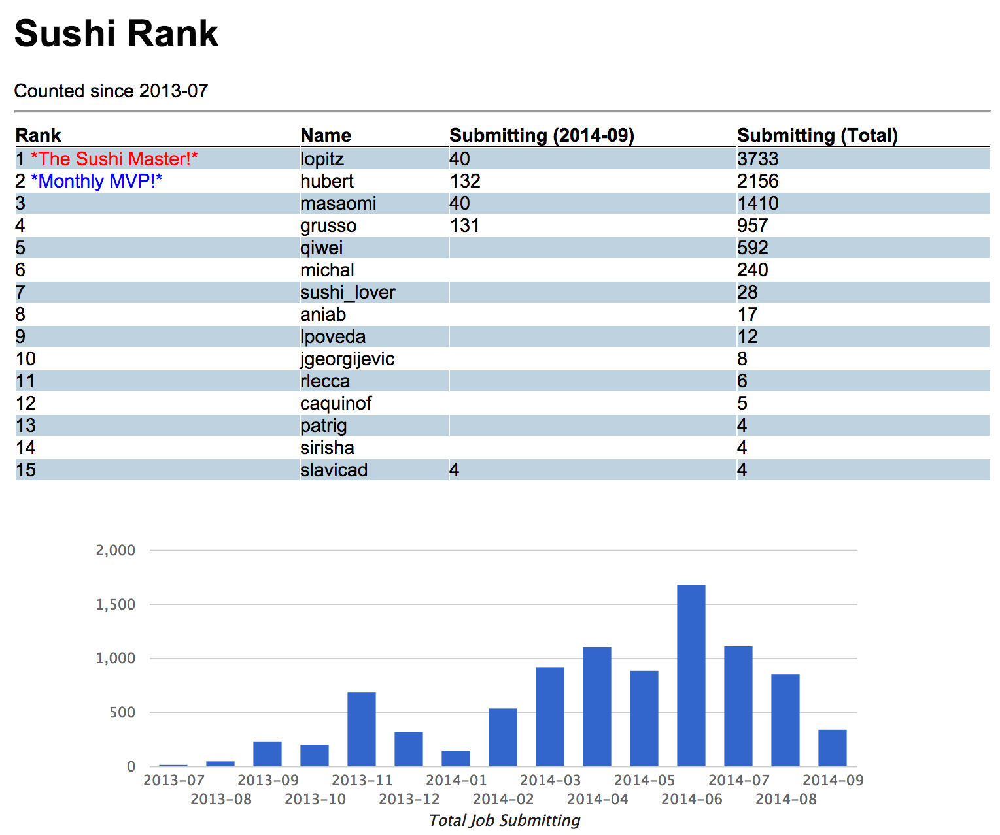 Sushi Rank
Counted since 2013-07
Rank Name Submitting (2014-09) Submitting (Total)
1 *The Sushi Master!* lopitz 40 3733
2 *Monthly MVP!* hubert 132 2156
3 masaomi 40 1410
4 grusso 131 957
5 qiwei 592
6 michal 240
7 sushi_lover 28
8 aniab 17
9 lpoveda 12
10 jgeorgijevic 8
11 rlecca 6
12 caquinof 5
13 patrig 4
14 sirisha 4
15 slavicad 4 4
2,000
1,500
1,000
500
0
2013-07 2013-09 2013-11 2014-01 2014-03 2014-05 2014-07 2014-09
2013-08 2013-10 2013-12 2014-02 2014-04 2014-06 2014-08
Total Job Submitting